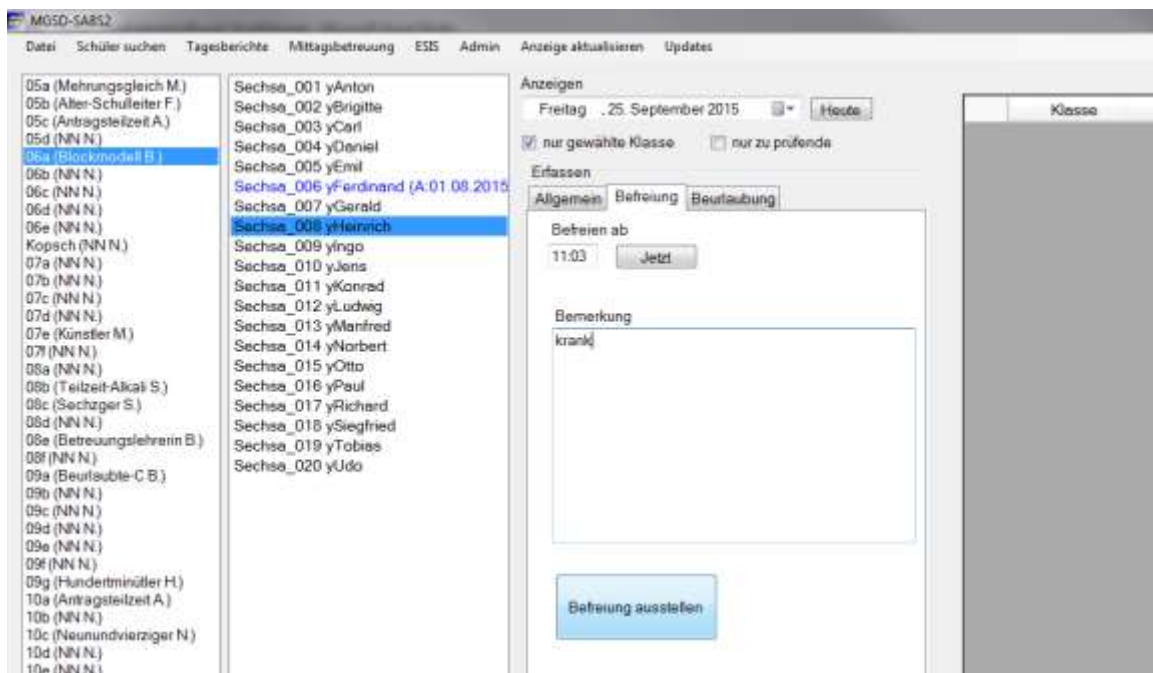 MGSD-SABS2
Datei Schüler suchen Tagesberichte Mittagsbetreuung ESIS Admin Anzeige aktualisieren Updates
05a (Mehrungsgleich M.)
05b (Alter-Schulleiter F.)
05c (Antragsteilzeit A.)
05d (NN N.)
06a (Blockmodell B.)
06b (NN N.)
06c (NN N.)
06d (NN N.)
06e (NN N.)
Kopsch (NN N.)
07a (NN N.)
07b (NN N.)
07c (NN N.)
07d (NN N.)
07e (Künstler M.)
07f (NN N.)
08a (NN N.)
08b (Teilzeit-Alkali S.)
08c (Sechzger S.)
08d (NN N.)
08e (Betreuungslehrerin B.)
08f (NN N.)
09a (Beurlaubte-C B.)
09b (NN N.)
09c (NN N.)
09d (NN N.)
09e (NN N.)
09f (NN N.)
09g (Hundertminütler H.)
10a (Antragsteilzeit A.)
10b (NN N.)
10c (Neunundvierziger N.)
10d (NN N.)
10e (NN N.)
Sechsa_001 yAnton
Sechsa_002 yBrigitte
Sechsa_003 yCarl
Sechsa_004 yDaniel
Sechsa_005 yEmil
Sechsa_006 yFerdinand (A:01.08.2015
Sechsa_007 yGerald
Sechsa_008 yHeinrich
Sechsa_009 yIngo
Sechsa_010 yJens
Sechsa_011 yKonrad
Sechsa_012 yLudwig
Sechsa_013 yManfred
Sechsa_014 yNorbert
Sechsa_015 yOtto
Sechsa_016 yPaul
Sechsa_017 yRichard
Sechsa_018 ySiegfried
Sechsa_019 yTobias
Sechsa_020 yUdo
Anzeigen
Freitag , 25. September 2015 Heute
nur gewählte Klasse nur zu prüfende
Erfassen
Allgemein Befreiung Beurlaubung
Befreien ab
11:03 Jetzt
Bemerkung
krank
Befreiung ausstellen
Klasse